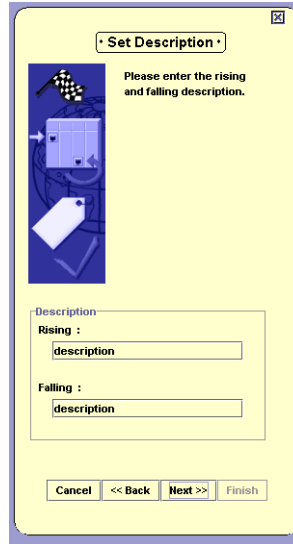 • Set Description •
Please enter the rising
and falling description.
Description
Rising :
description
Falling :
description
Cancel << Back Next >> Finish